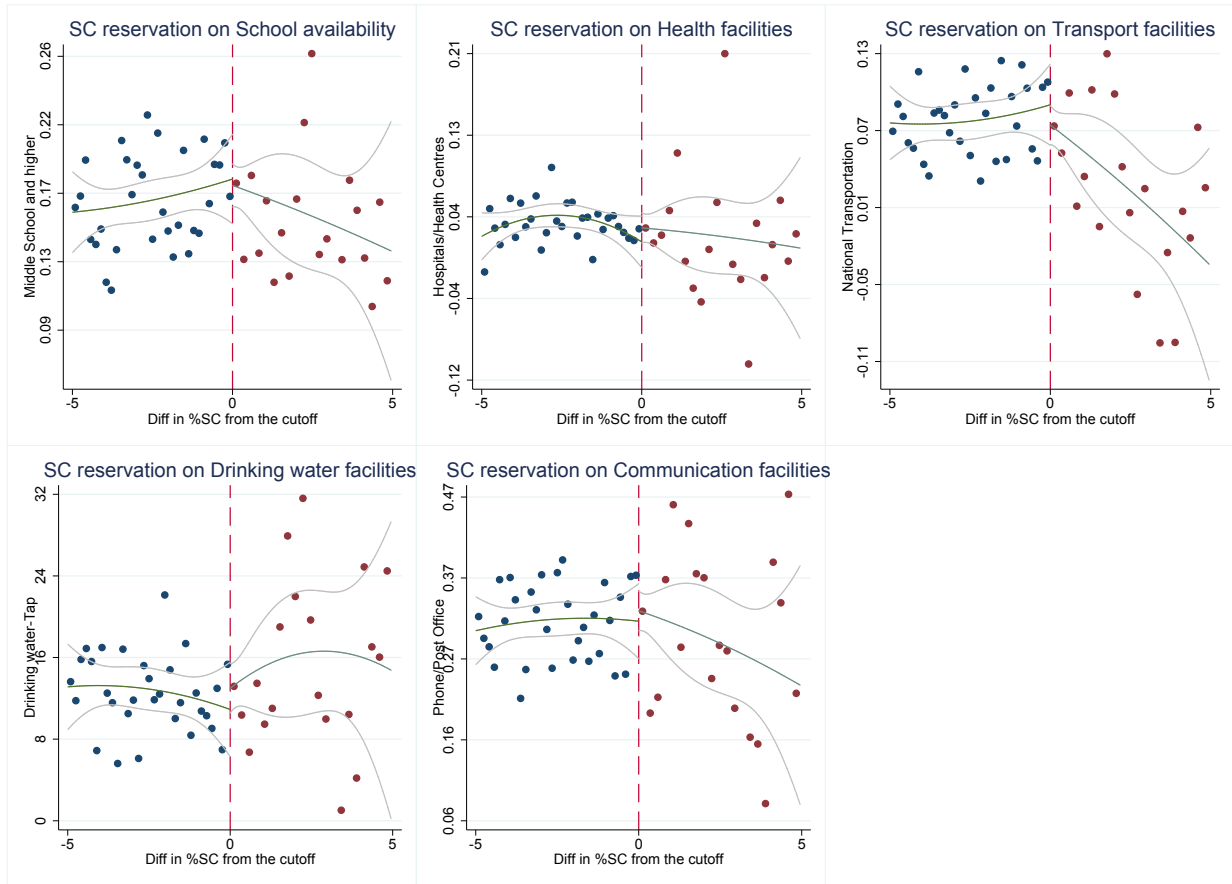 SC reservation on School availability
Middle School and higher
0.26
0.22
0.17
0.13
0.09
-5
0
5
Diff in %SC from the cutoff
SC reservation on Health facilities
Hospitals/Health Centres
0.21
0.13
0.04
-0.04
-0.12
-5
0
5
Diff in %SC from the cutoff
SC reservation on Transport facilities
National Transportation
0.13
0.07
0.01
-0.05
-0.11
-5
0
5
Diff in %SC from the cutoff
SC reservation on Drinking water facilities
Drinking water-Tap
32
24
16
8
0
-5
0
5
Diff in %SC from the cutoff
SC reservation on Communication facilities
Phone/Post Office
0.47
0.37
0.27
0.16
0.06
-5
0
5
Diff in %SC from the cutoff